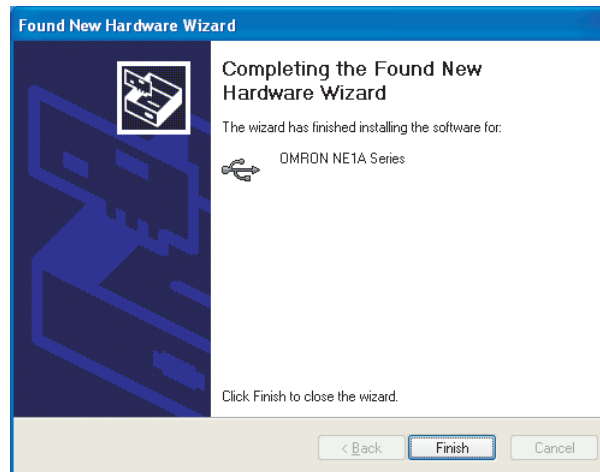 Found New Hardware Wizard
Completing the Found New
Hardware Wizard
The wizard has finished installing the software for:
OMRON NE1A Series
Click Finish to close the wizard.
< Back
Finish
Cancel